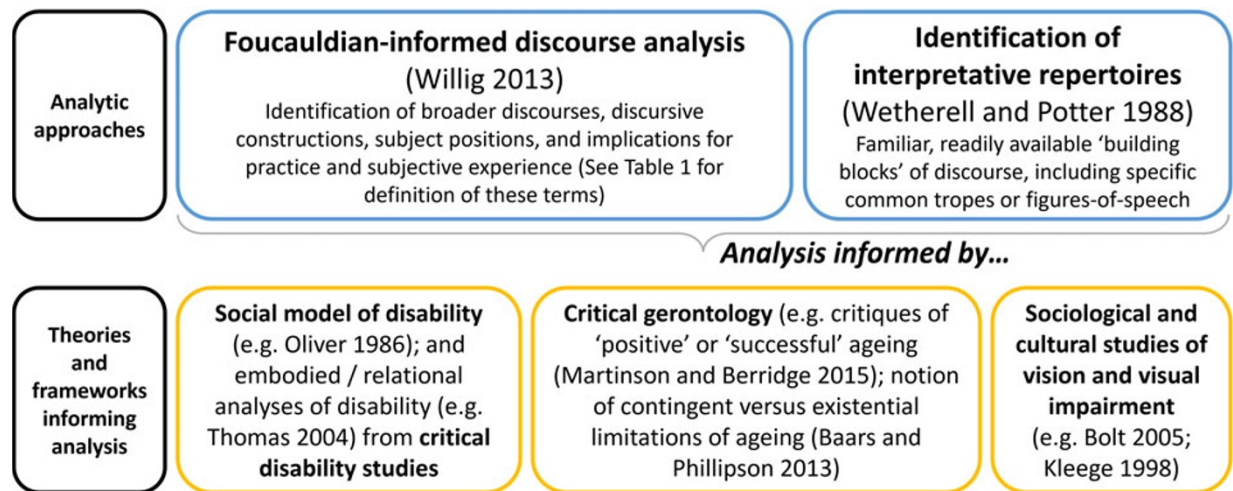 Analytic
approaches
Foucauldian-informed discourse analysis
(Willig 2013)
Identification of broader discourses, discursive
constructions, subject positions, and implications for
practice and subjective experience (See Table 1 for
definition of these terms)
Identification of
interpretative repertoires
(Wetherell and Potter 1988)
Familiar, readily available ‘building
blocks’ of discourse, including specific
common tropes or figures-of-speech
Analysis informed by…
Theories
and
frameworks
informing
analysis
Social model of disability
(e.g. Oliver 1986); and
embodied / relational
analyses of disability (e.g.
Thomas 2004) from critical
disability studies
Critical gerontology (e.g. critiques of
‘positive’ or ‘successful’ ageing
(Martinson and Berridge 2015); notion
of contingent versus existential
limitations of ageing (Baars and
Phillipson 2013)
Sociological and
cultural studies of
vision and visual
impairment
(e.g. Bolt 2005;
Kleege 1998)